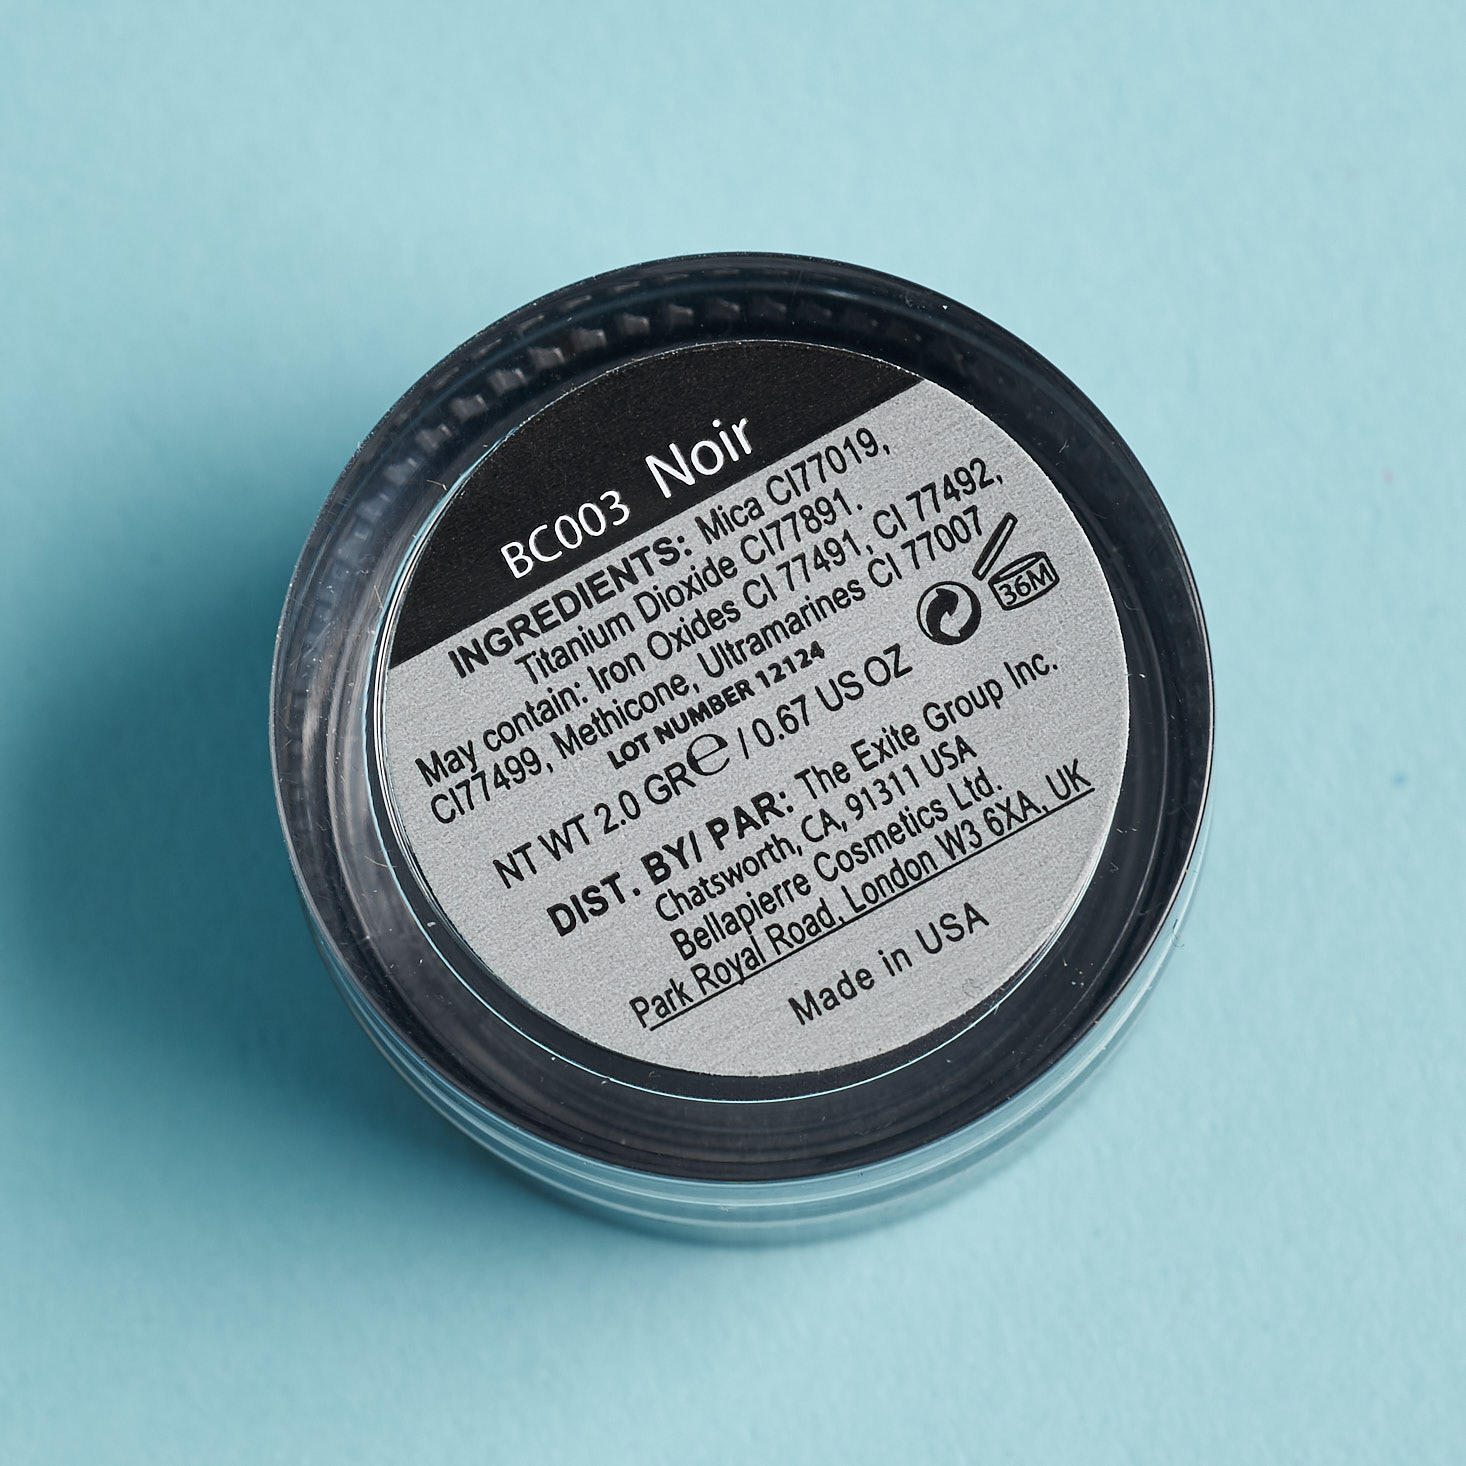 BC003 Noir
INGREDIENTS: Mica CI77019,
Titanium Dioxide CI77891.
May contain: Iron Oxides CI 77491, CI 77492,
CI77499, Methicone, Ultramarines CI 77007
LOT NUMBER 12124
36M
NT WT 2.0 GR℮ / 0.67 US OZ
DIST. BY/ PAR: The Exite Group Inc.
Chatsworth, CA, 91311 USA
Bellapierre Cosmetics Ltd.
Park Royal Road, London W3 6XA, UK
Made in USA